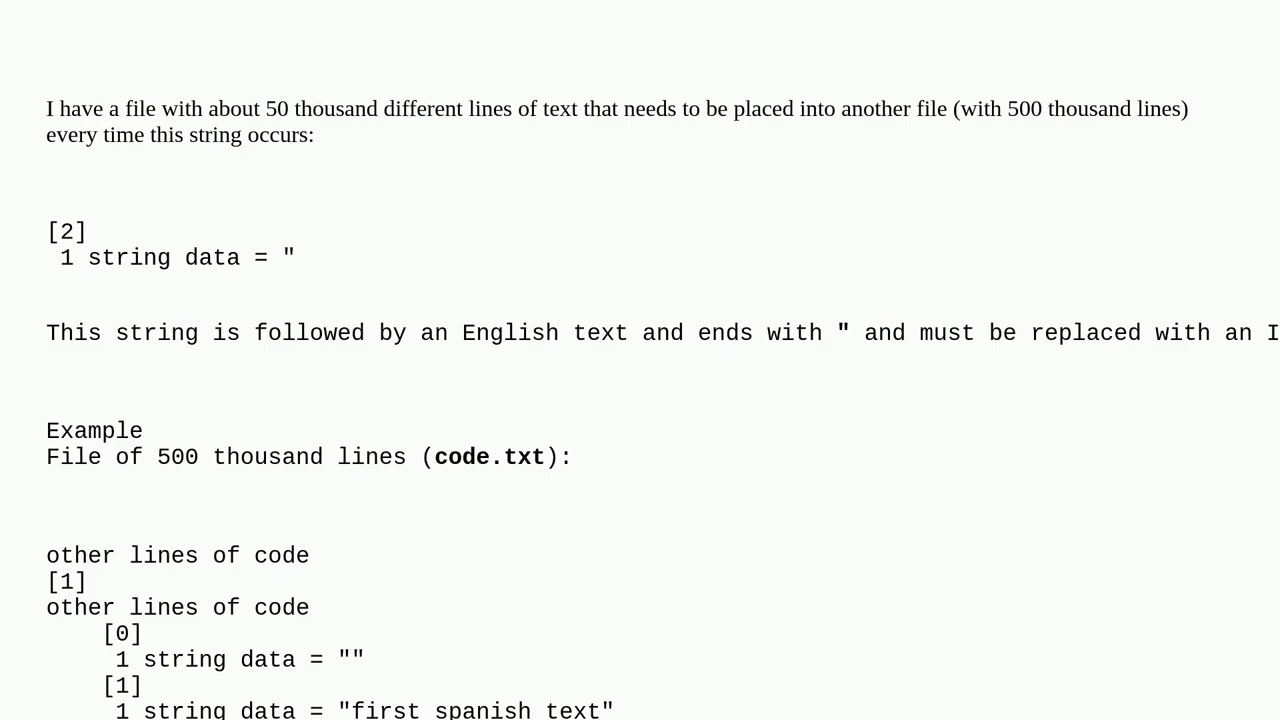 I have a file with about 50 thousand different lines of text that needs to be placed into another file (with 500 thousand lines)
every time this string occurs:
[2]
 1 string data = "
This string is followed by an English text and ends with " and must be replaced with an I
Example
File of 500 thousand lines (code.txt):
other lines of code
[1]
other lines of code
    [0]
     1 string data = ""
    [1]
     1 string data = "first spanish text"